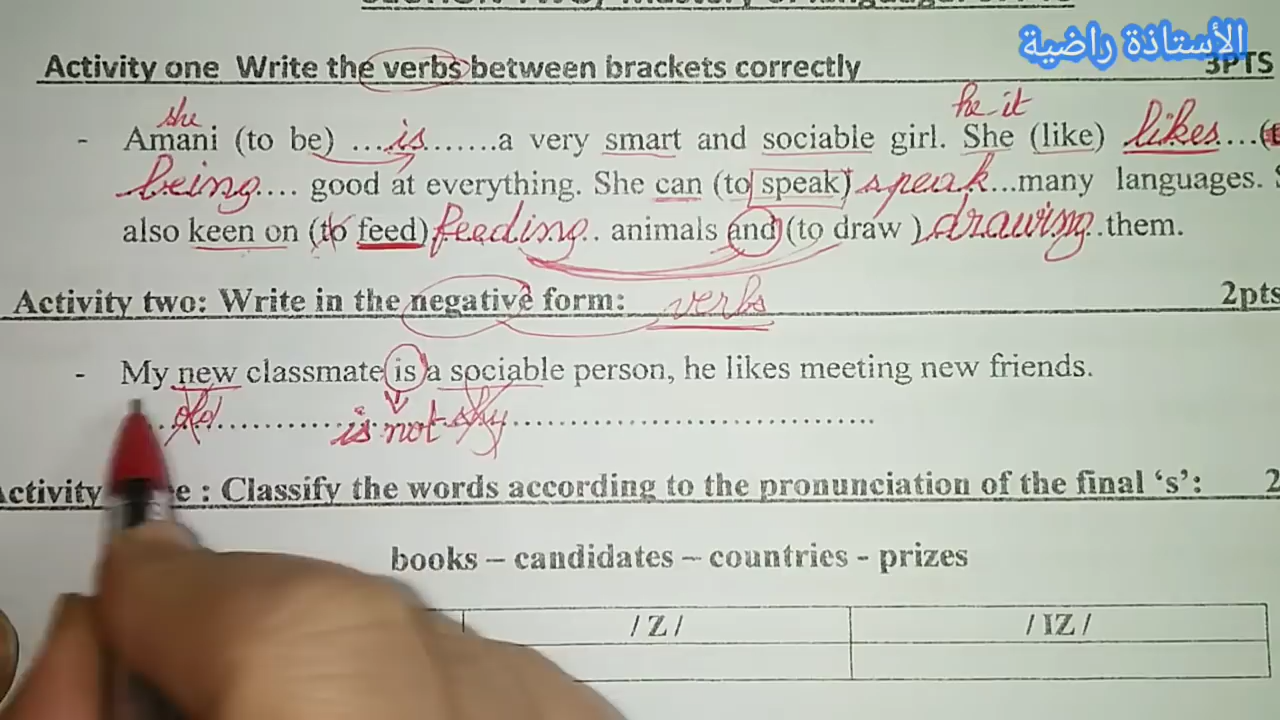 الأستاذة راضية
Activity one Write the verbs between brackets correctly 3PTS
she he-it
- Amani (to be) ...is.......a very smart and sociable girl. She (like) likes....(
being.... good at everything. She can (to speak) speak...many languages.
also keen on (to feed) feeding.. animals and (to draw ) drawing..them.
Activity two: Write in the negative form: verbs 2pts
- My new classmate is a sociable person, he likes meeting new friends.
old is not shy
Activity : Classify the words according to the pronunciation of the final ‘s’: 2
books – candidates – countries - prizes
/ Z / / IZ /